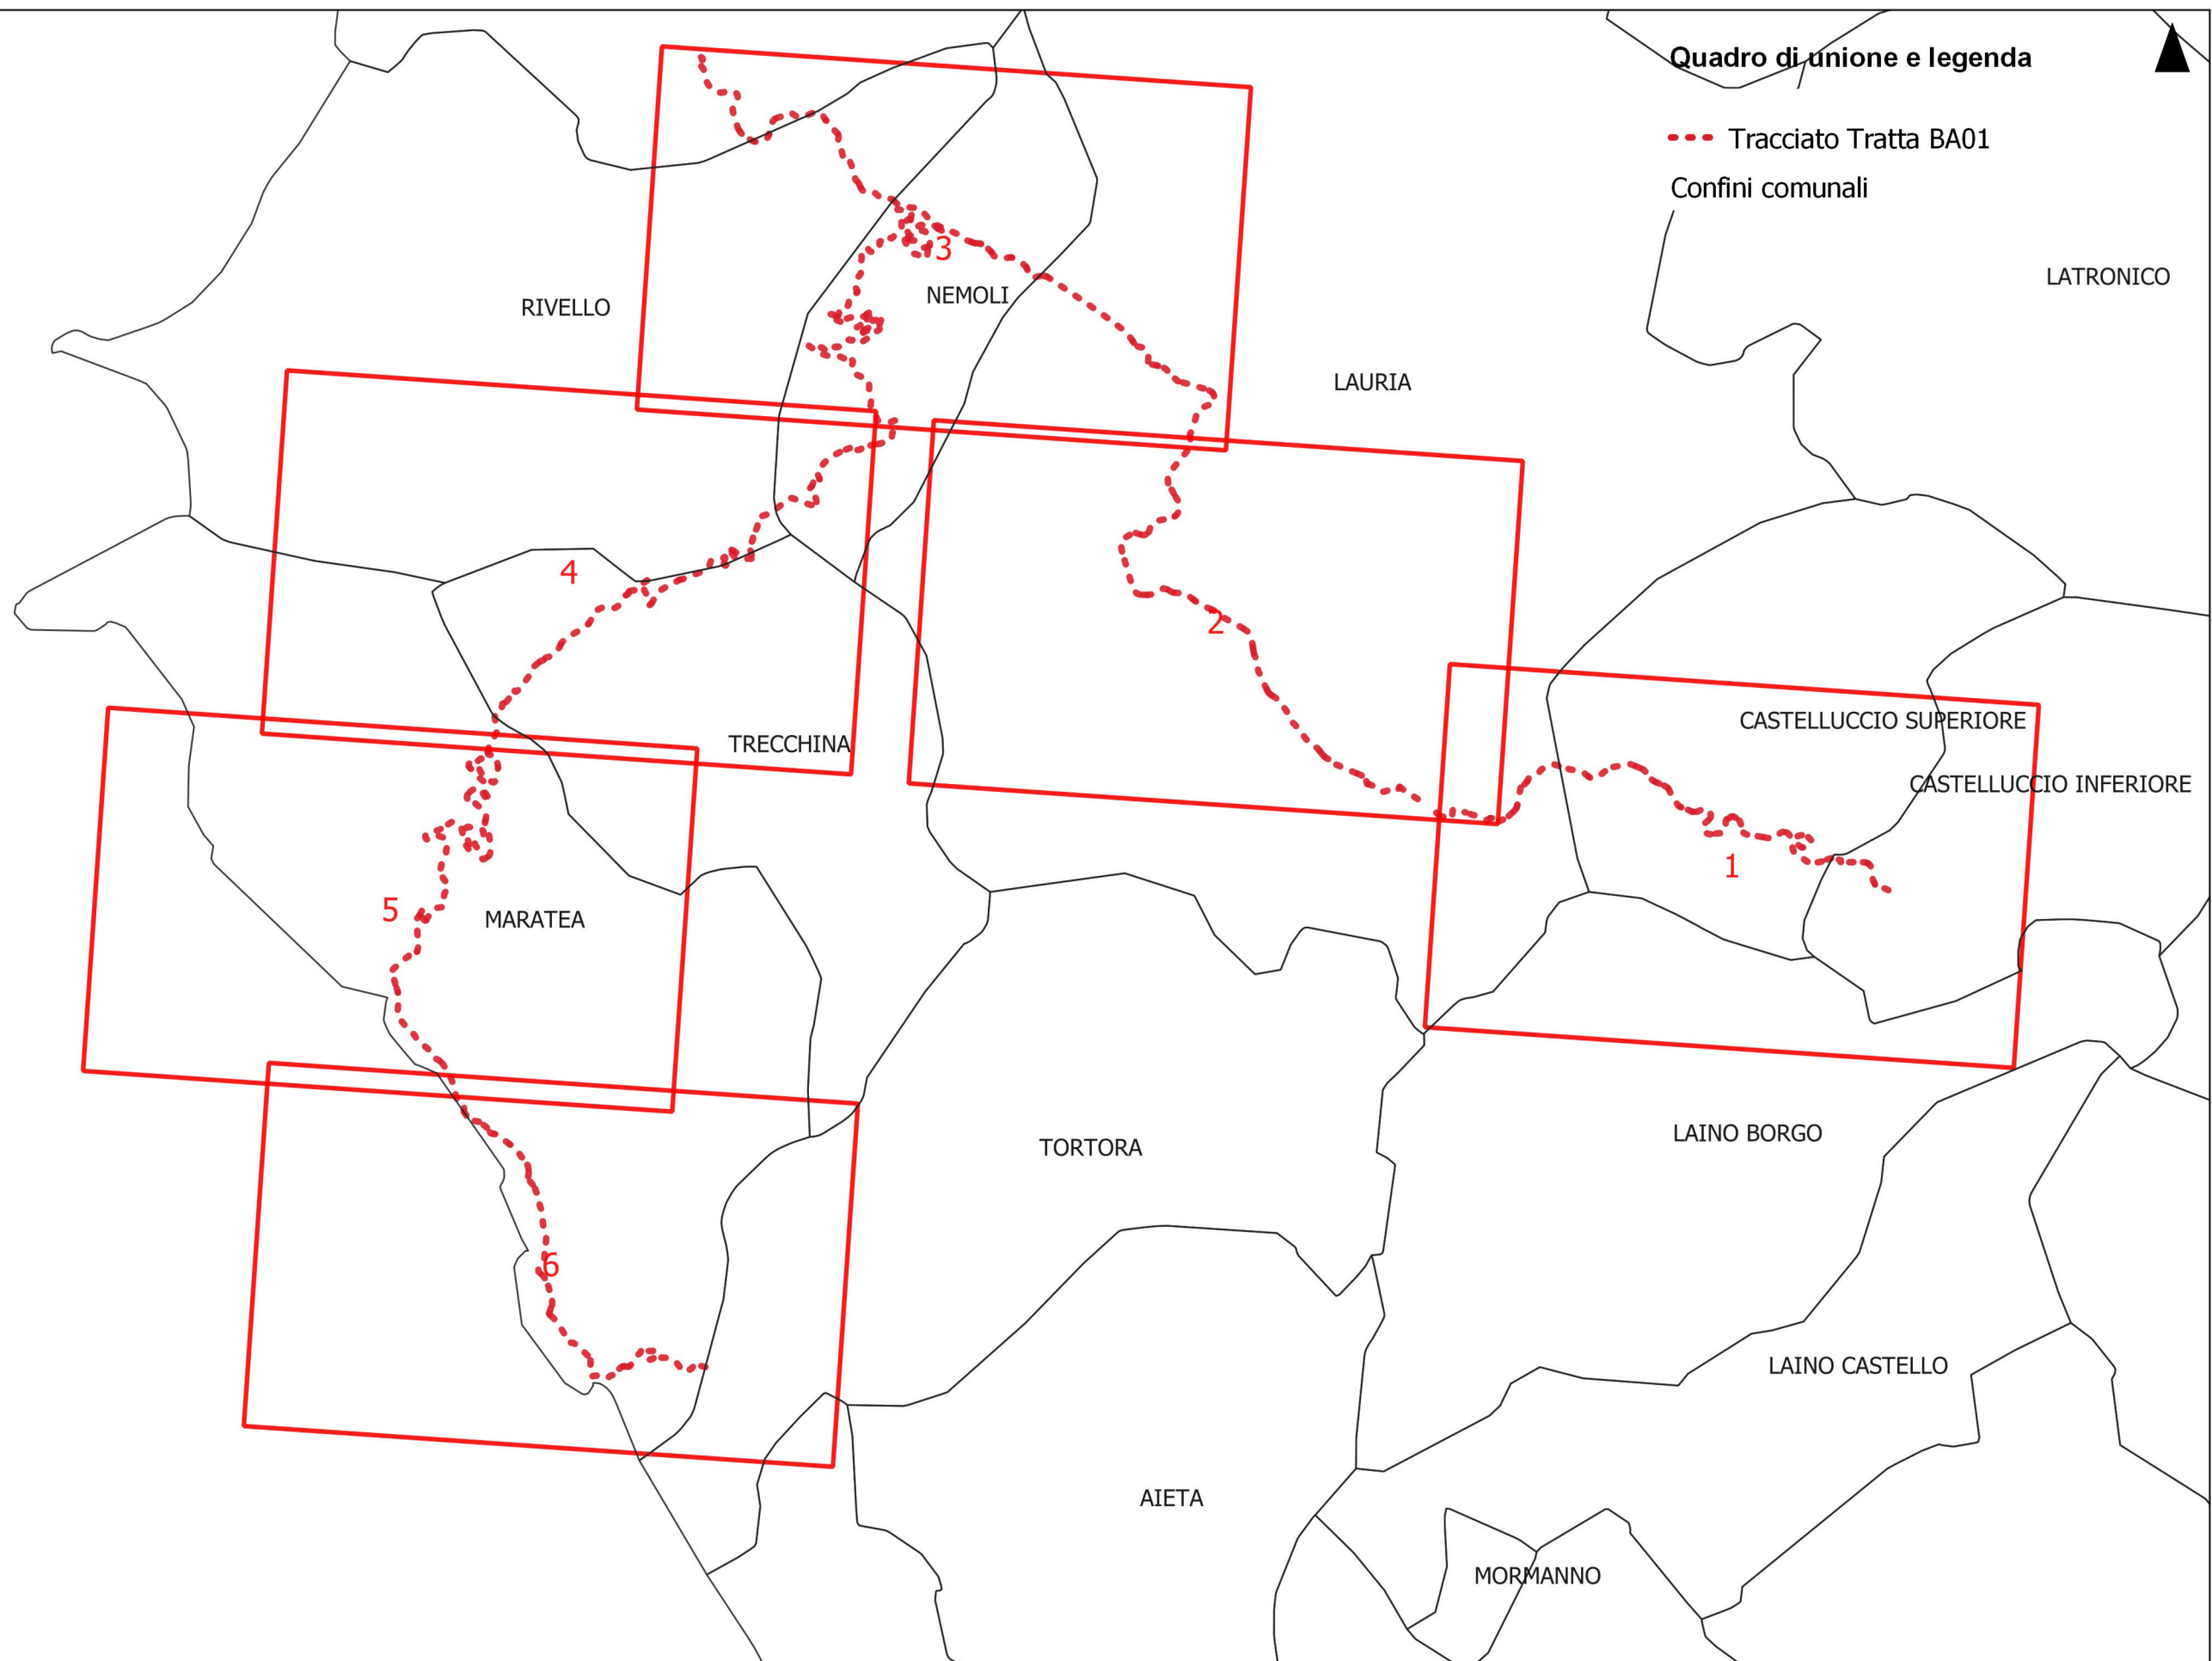 Quadro di unione e legenda
Tracciato Tratta BA01
Confini comunali
3
LATRONICO
NEMOLI
RIVELLO
LAURIA
4
2
CASTELLUCCIO SUPERIORE
TRECCHINA
CASTELLUCCIO INFERIORE
1
5
MARATEA
LAINO BORGO
TORTORA
6
LAINO CASTELLO
AIETA
MORMANNO